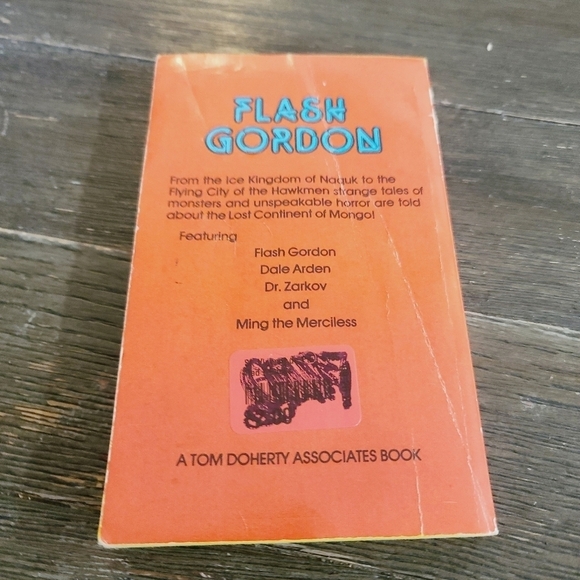 FLASH
GORDON
From the Ice Kingdom of Naquk to the
Flying City of the Hawkmen strange tales of
monsters and unspeakable horror are told
about the Lost Continent of Mongo!
Featuring
Flash Gordon
Dale Arden
Dr. Zarkov
and
Ming the Merciless
A TOM DOHERTY ASSOCIATES BOOK